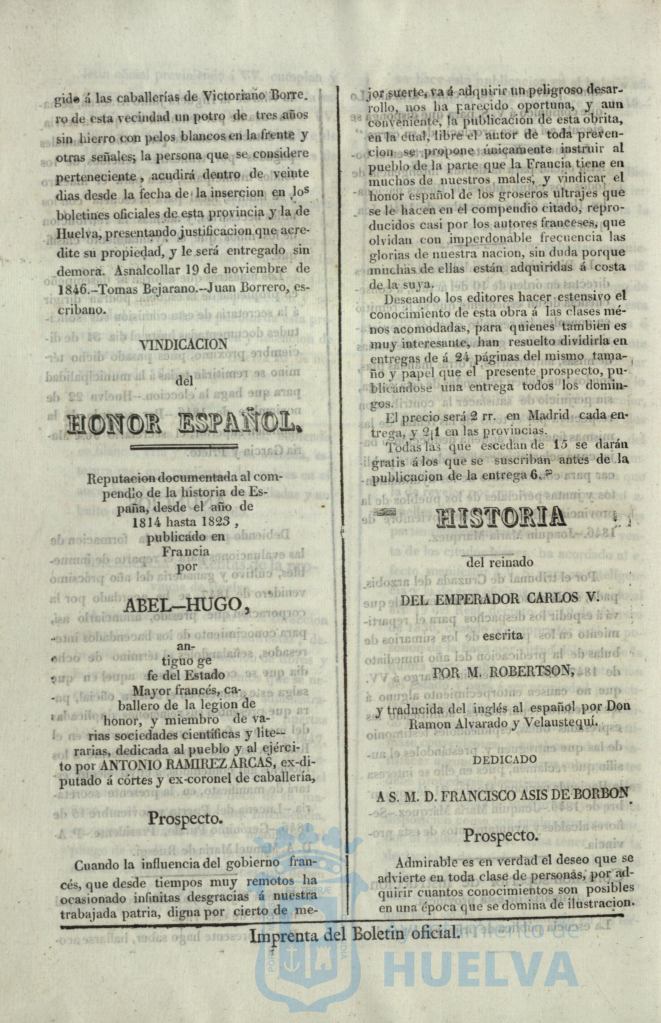 gido á las caballerías de Victoriano Borre.
ro de esta vecindad un potro de tres años
sin hierro con pelos blancos en la frente y
otras señales; la persona que se considere
perteneciente, acudirá dentro de veinte
dias desde la fecha de la insercion en los
boletines oficiales de esta provincia y la de
Huelva, presentando justificacion que acre-
dite su propiedad, y le será entregado sin
demora. Asnalcollar 19 de noviembre de
1846.-Tomas Bejarano.--Juan Borrero, es-
cribano.
VINDICACION
del
HONOR ESPAÑOL.
Reputacion documentada al com-
pendio de la historia de Es-
paña, desde el año de
1814 hasta 1823,
publicado en
Francia
por
ABEL-HUGO,
an-
tiguo ge
fe del Estado
Mayor francés, ca-
ballero de la legion de
honor, y miembro de va-
rias sociedades científicas y lite-
rarias, dedicada al pueblo y al ejérci-
to por ANTONIO RAMIREZ ARCAS, ex-di-
putado á córtes y ex-coronel de caballería,
Prospecto.
Cuando la influencia del gobierno fran-
cés, que desde tiempos muy remotos ha
ocasionado infinitas desgracias á nuestra
trabajada patria, digna por cierto de me-
jor suerte, va á adquirir un peligroso desar-
rollo, nos ha parecido oportuna, y aun
conveniente, la publicacion de esta obrita,
en la cual, libre el autor de toda preven-
cion se propone únicamente instruir al
pueblo de la parte que la Francia tiene en
muchos de nuestros males, y vindicar el
honor español de los groseros ultrajes que
se le hacen en el compendio citado, repro-
ducidos casi por los autores franceses, que
olvidan con imperdonable frecuencia las
glorias de nuestra nacion, sin duda porque
muchas de ellas están adquiridas á costa
de la suya.
Deseando los editores hacer estensivo el
conocimiento de esta obra á las clases mé-
nos acomodadas, para quienes tambien es
muy interesante, han resuelto dividirla en
entregas de á 24 páginas del mismo tama-
ño y papel que el presente prospecto, pu-
blicándose una entrega todos los domin-
gos.
El precio será 2 rr. en Madrid cada en-
trega, y 2¡1 en las provincias.
Todas las que escedan de 15 se darán
gratis á los que se suscriban antes de la
publicacion de la entrega 6.ª
HISTORIA
del reinado
DEL EMPERADOR CARLOS V.
escrita
POR M. ROBERTSON,
y traducida del inglés al español por Don
Ramon Alvarado y Velaustequí.
DEDICADO
A S. M. D. FRANCISCO ASIS DE BORBON
Prospecto.
Admirable es en verdad el deseo que se
advierte en toda clase de personas, por ad-
quirir cuantos conocimientos son posibles
en una época que se domina de ilustracion.
Imprenta del Boletin oficial.
Ayuntamiento de
HUELVA